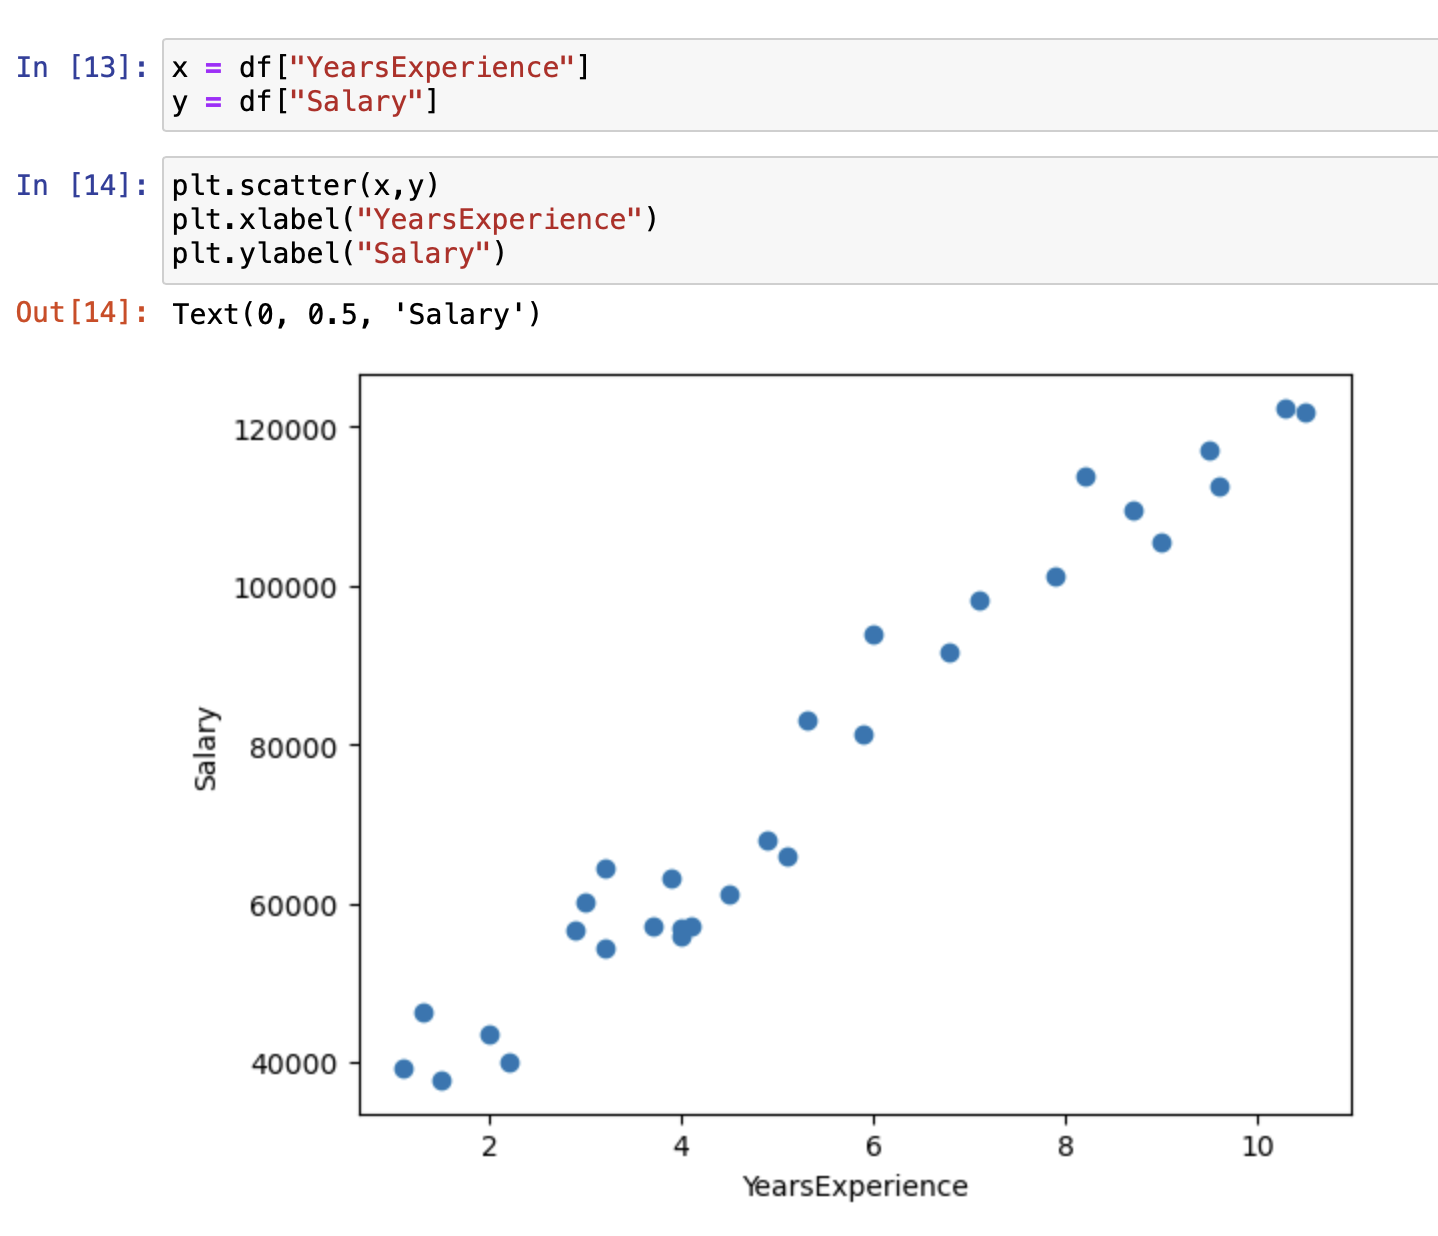 In [13]: x = df["YearsExperience"]
y = df["Salary"]
In [14]: plt.scatter(x,y)
plt.xlabel("YearsExperience")
plt.ylabel("Salary")
Out[14]: Text(0, 0.5, 'Salary')
120000
100000
80000
60000
40000
Salary
2 4 6 8 10
YearsExperience